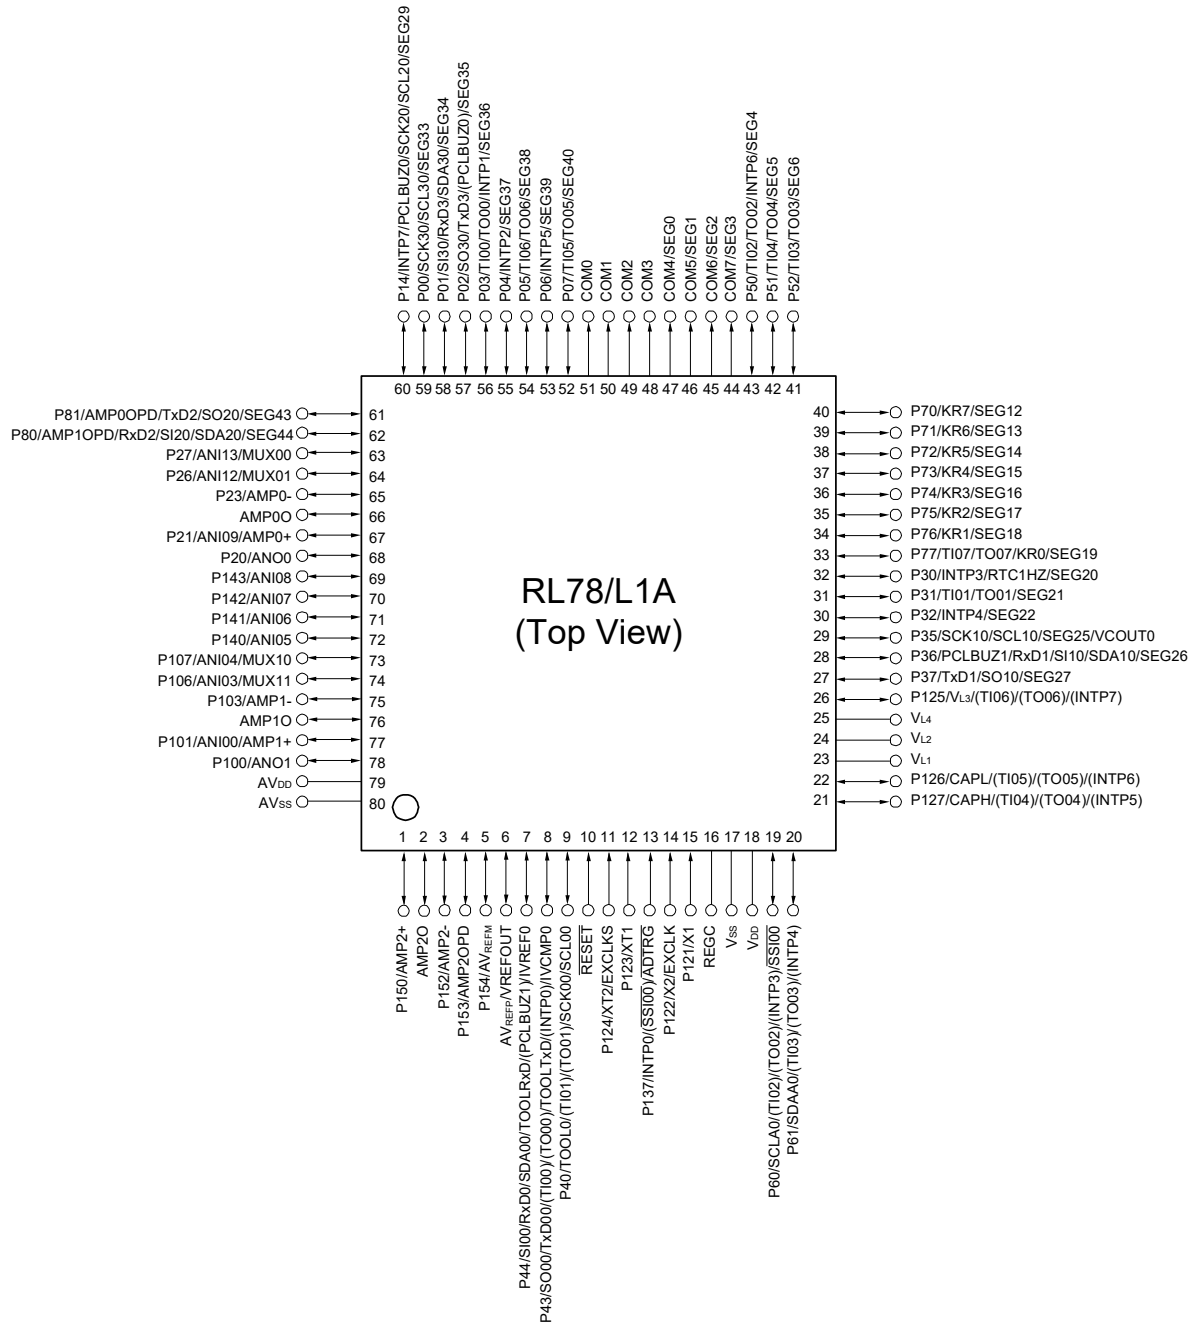 P14/INTP7/PCLBUZ0/SCK20/SCL20/SEG29
P00/SCK30/SCL30/SEG33
P01/SI30/RxD3/SDA30/SEG34
P02/SO30/TxD3/(PCLBUZ0)/SEG35
P03/TI00/TO00/INTP1/SEG36
P04/INTP2/SEG37
P05/TI06/TO06/SEG38
P06/INTP5/SEG39
P07/TI05/TO05/SEG40
COM0
COM1
COM2
COM3
COM4/SEG0
COM5/SEG1
COM6/SEG2
COM7/SEG3
P50/TI02/TO02/INTP6/SEG4
P51/TI04/TO04/SEG5
P52/TI03/TO03/SEG6
60 59 58 57 56 55 54 53 52 51 50 49 48 47 46 45 44 43 42 41
P81/AMP0OPD/TxD2/SO20/SEG43 61
P80/AMP1OPD/RxD2/SI20/SDA20/SEG44 62
P27/ANI13/MUX00 63
P26/ANI12/MUX01 64
P23/AMP0- 65
AMP0O 66
P21/ANI09/AMP0+ 67
P20/ANO0 68
P143/ANI08 69
P142/ANI07 70
P141/ANI06 71
P140/ANI05 72
P107/ANI04/MUX10 73
P106/ANI03/MUX11 74
P103/AMP1- 75
AMP1O 76
P101/ANI00/AMP1+ 77
P100/ANO1 78
AVDD 79
AVSS 80
RL78/L1A
(Top View)
40 P70/KR7/SEG12
39 P71/KR6/SEG13
38 P72/KR5/SEG14
37 P73/KR4/SEG15
36 P74/KR3/SEG16
35 P75/KR2/SEG17
34 P76/KR1/SEG18
33 P77/TI07/TO07/KR0/SEG19
32 P30/INTP3/RTC1HZ/SEG20
31 P31/TI01/TO01/SEG21
30 P32/INTP4/SEG22
29 P35/SCK10/SCL10/SEG25/VCOUT0
28 P36/PCLBUZ1/RxD1/SI10/SDA10/SEG26
27 P37/TxD1/SO10/SEG27
26 P125/VL3/(TI06)/(TO06)/(INTP7)
25 VL4
24 VL2
23 VL1
22 P126/CAPL/(TI05)/(TO05)/(INTP6)
21 P127/CAPH/(TI04)/(TO04)/(INTP5)
1 2 3 4 5 6 7 8 9 10 11 12 13 14 15 16 17 18 19 20
P150/AMP2+
AMP2O
P152/AMP2-
P153/AMP2OPD
P154/AVREFM
AVREFP/VREFOUT
P44/SI00/RxD0/SDA00/TOOLRxD/(PCLBUZ1)/IVREF0
P43/SO00/TxD00/(TI00)/(TO00)/TOOLTxD/(INTP0)/IVCMP0
P40/TOOL0/(TI01)/(TO01)/SCK00/SCL00
RESET
P124/XT2/EXCLKS
P123/XT1
P137/INTP0/(SSI00)/ADTRG
P122/X2/EXCLK
P121/X1
REGC
VSS
VDD
P60/SCLA0/(TI02)/(TO02)/(INTP3)/SSI00
P61/SDAA0/(TI03)/(TO03)/(INTP4)